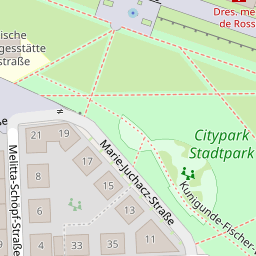 ische
gesstätte
straße
Dres. me
de Ross
Citypark
Stadtpark
Kunigunde-Fischer-
Marie-Juchacz-Straße
Melitta-Schöpf-Straße
21
19
17
15
13
11
8
10
6
4
33
35